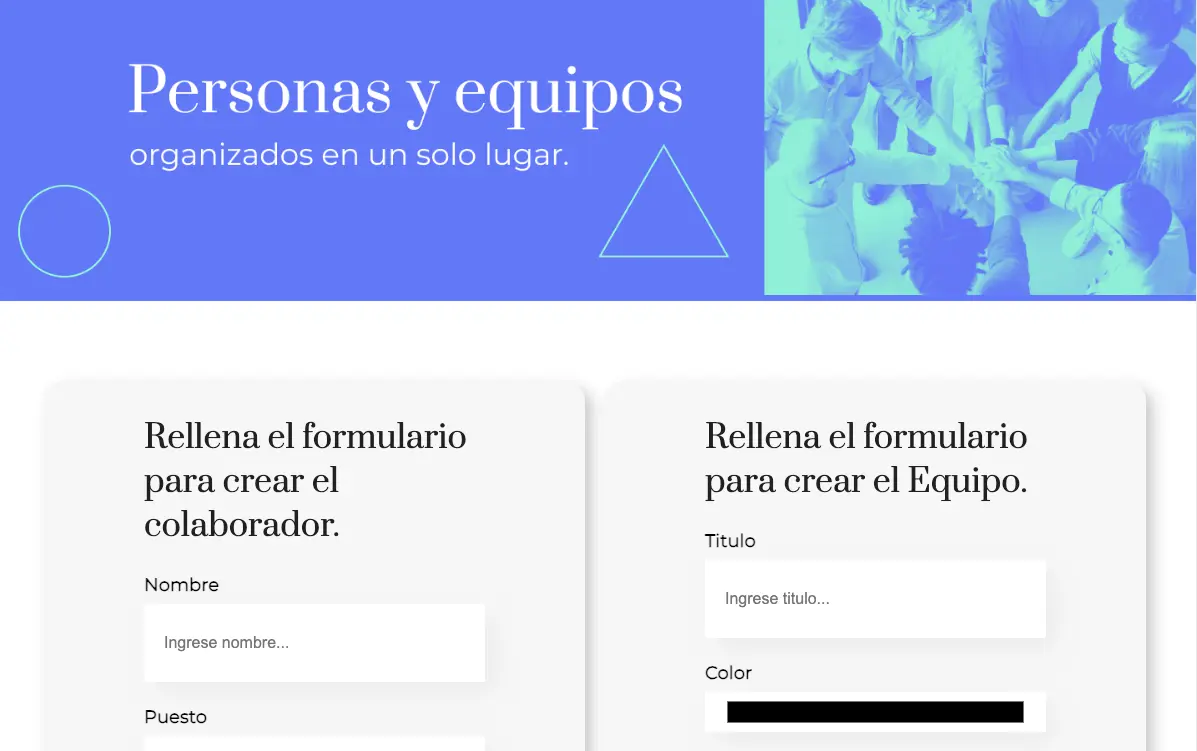 Personas y equipos
organizados en un solo lugar.
Rellena el formulario
para crear el
colaborador.
Nombre
Ingrese nombre...
Puesto
Rellena el formulario
para crear el Equipo.
Titulo
Ingrese titulo...
Color